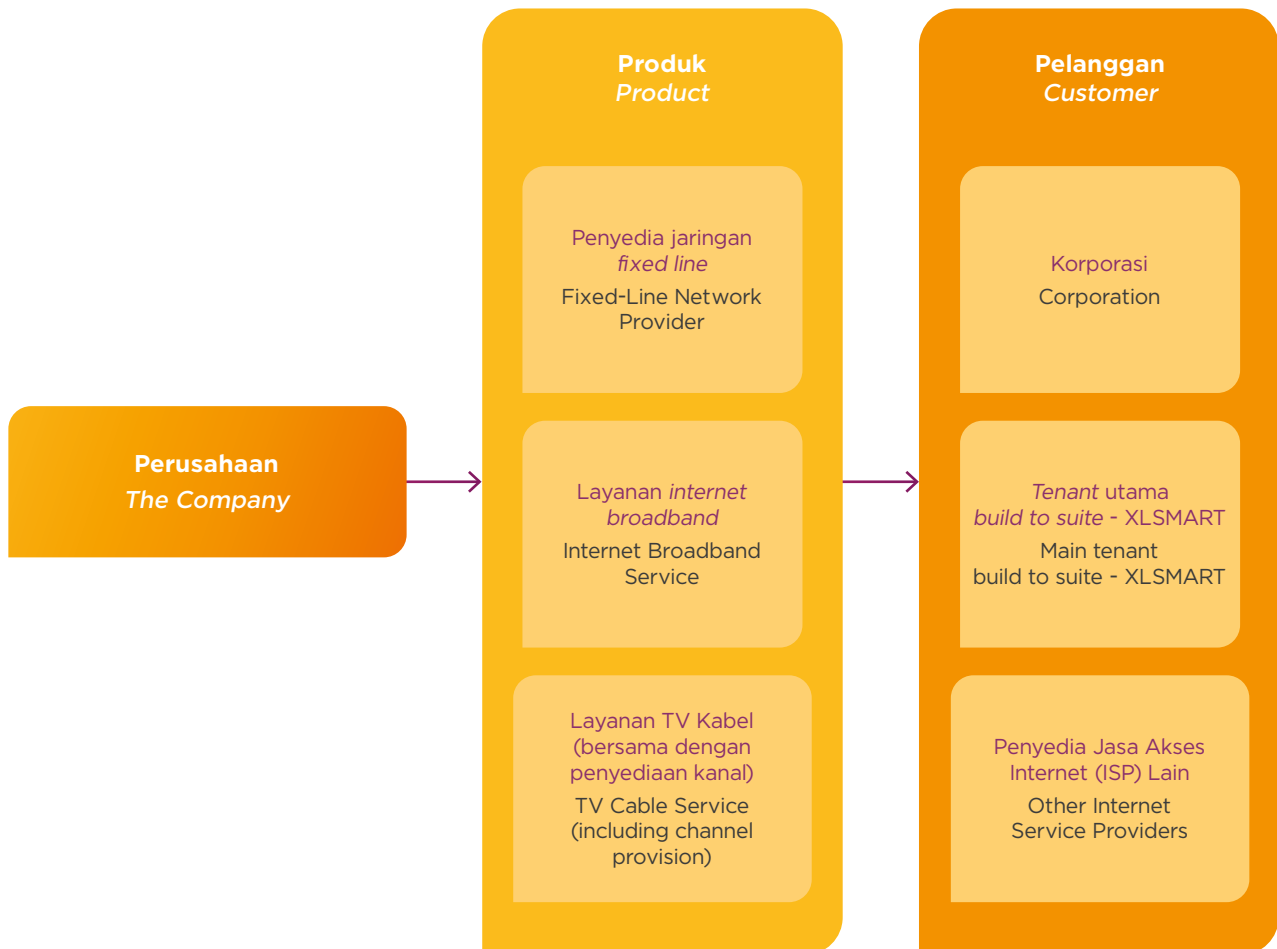 Perusahaan
The Company
Produk
Product
Penyedia jaringan
fixed line
Fixed-Line Network
Provider
Layanan internet
broadband
Internet Broadband
Service
Layanan TV Kabel
(bersama dengan
penyediaan kanal)
TV Cable Service
(including channel
provision)
Pelanggan
Customer
Korporasi
Corporation
Tenant utama
build to suite - XLSMART
Main tenant
build to suite - XLSMART
Penyedia Jasa Akses
Internet (ISP) Lain
Other Internet
Service Providers